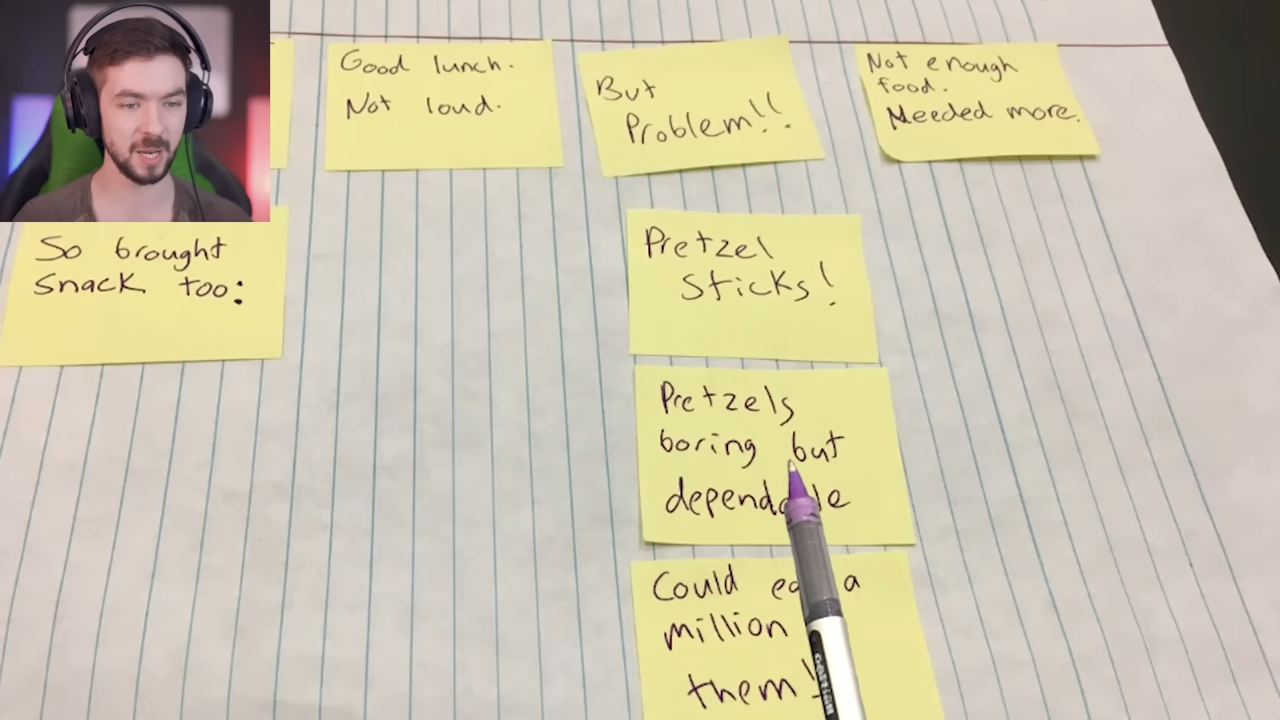 Good lunch.
Not loud.
But
Problem!!
Not enough
food.
Needed more.
So brought
snack too:
Pretzel
Sticks!
Pretzels
boring but
Could a
million
them!